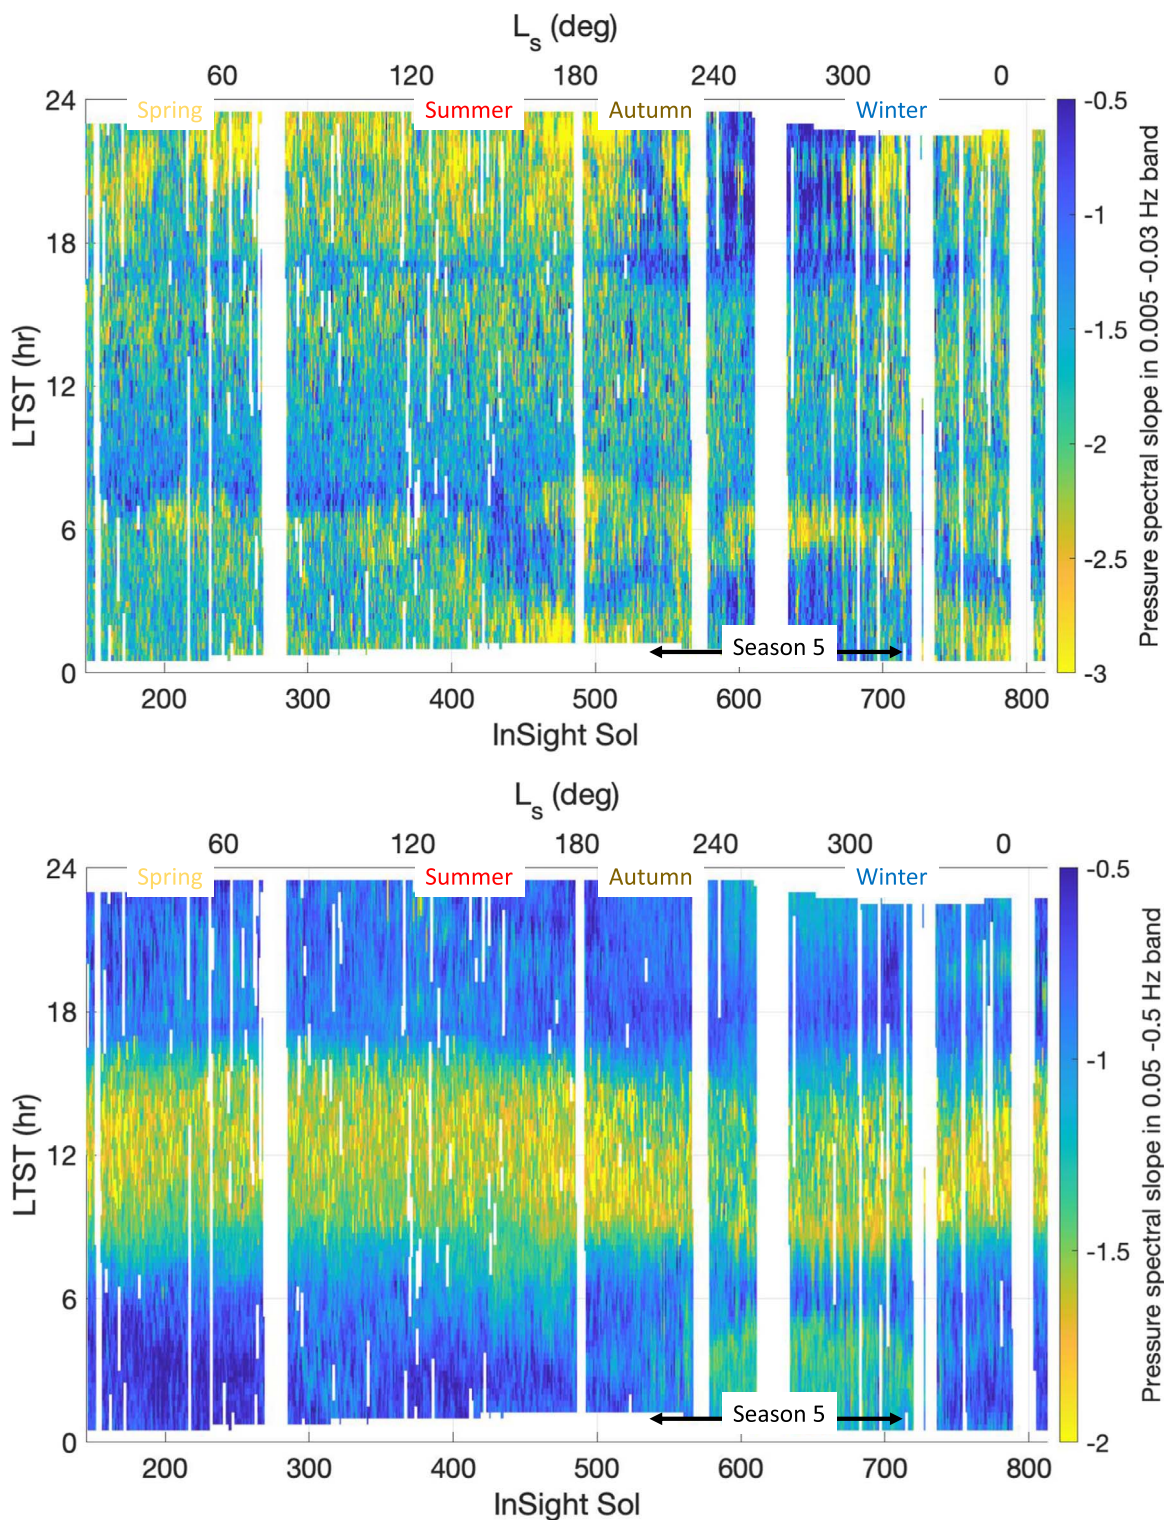 L_s (deg)
60 120 180 240 300 0
24 Spring Summer Autumn Winter -0.5
-1
18
-1.5
LTST (hr)
12
-2
6
-2.5
Season 5
0 -3
Pressure spectral slope in 0.005 -0.03 Hz band
200 300 400 500 600 700 800
InSight Sol
L_s (deg)
60 120 180 240 300 0
24 Spring Summer Autumn Winter -0.5
18
-1
LTST (hr)
12
-1.5
6
Season 5
0 -2
Pressure spectral slope in 0.05 -0.5 Hz band
200 300 400 500 600 700 800
InSight Sol